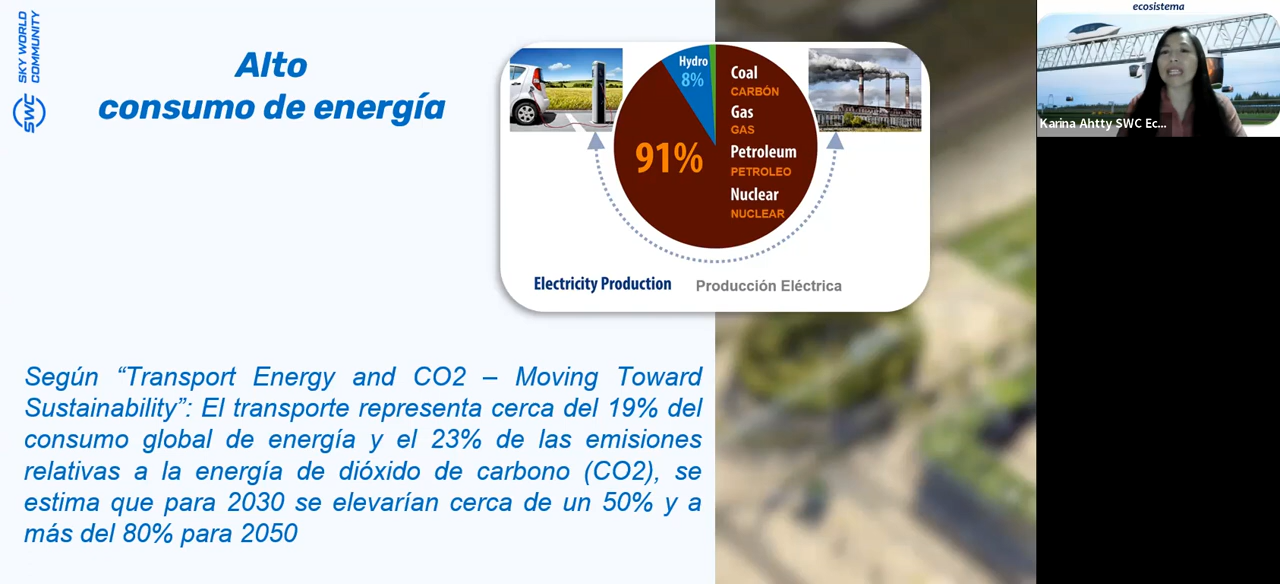 SKY WORLD
COMMUNITY
SWC
Alto
consumo de energía
Hydro
8%
91%
Coal
CARBÓN
Gas
GAS
Petroleum
PETROLEO
Nuclear
NUCLEAR
Electricity Production
Producción Eléctrica
Según “Transport Energy and CO2 – Moving Toward
Sustainability”: El transporte representa cerca del 19% del
consumo global de energía y el 23% de las emisiones
relativas a la energía de dióxido de carbono (CO2), se
estima que para 2030 se elevarían cerca de un 50% y a
más del 80% para 2050
ecosistema
Karina Ahtty SWC Ec...